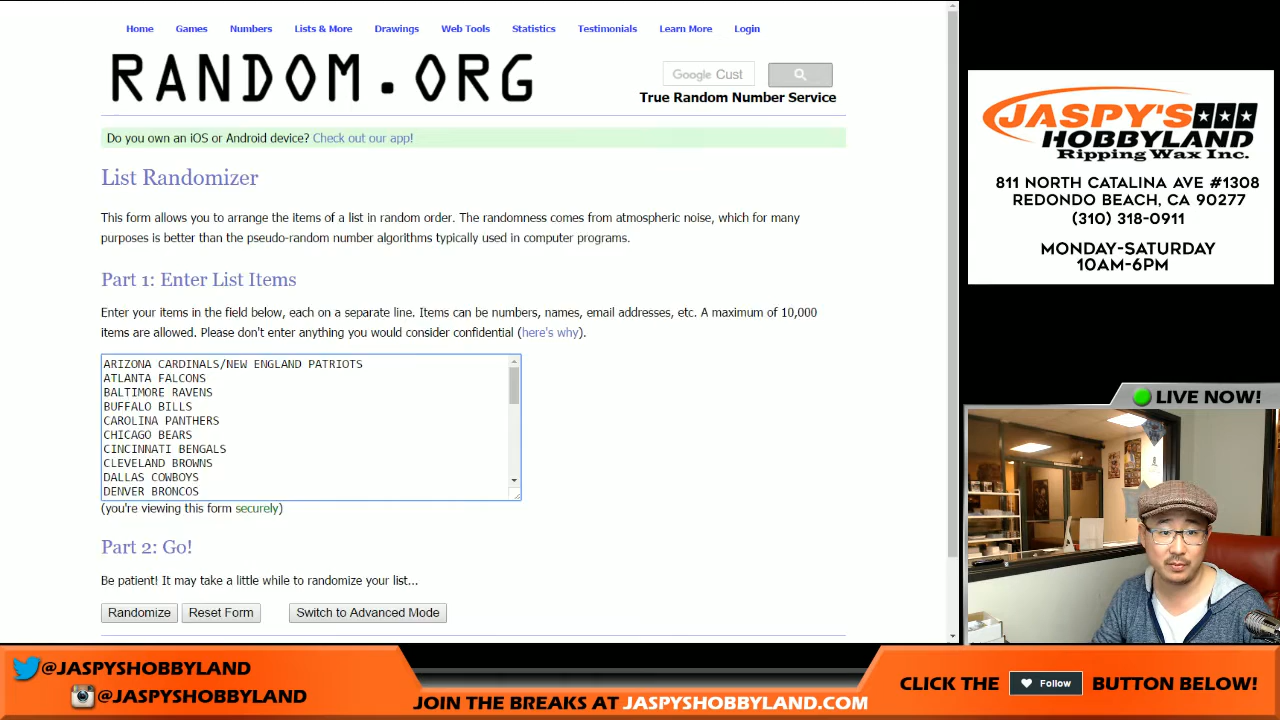 Home Games Numbers Lists & More Drawings Web Tools Statistics Testimonials Learn More Login
RANDOM.ORG
Google Cust
True Random Number Service
Do you own an iOS or Android device? Check out our app!
List Randomizer
This form allows you to arrange the items of a list in random order. The randomness comes from atmospheric noise, which for many
purposes is better than the pseudo-random number algorithms typically used in computer programs.
Part 1: Enter List Items
Enter your items in the field below, each on a separate line. Items can be numbers, names, email addresses, etc. A maximum of 10,000
items are allowed. Please don't enter anything you would consider confidential (here's why).
ARIZONA CARDINALS/NEW ENGLAND PATRIOTS
ATLANTA FALCONS
BALTIMORE RAVENS
BUFFALO BILLS
CAROLINA PANTHERS
CHICAGO BEARS
CINCINNATI BENGALS
CLEVELAND BROWNS
DALLAS COWBOYS
DENVER BRONCOS
(you're viewing this form securely)
Part 2: Go!
Be patient! It may take a little while to randomize your list...
Randomize Reset Form Switch to Advanced Mode
JASPY'S
HOBBYLAND
Ripping Wax Inc.
811 NORTH CATALINA AVE #1308
REDONDO BEACH, CA 90277
(310) 318-0911
MONDAY-SATURDAY
10AM-6PM
LIVE NOW!
@JASPYSHOBBYLAND
@JASPYSHOBBYLAND
JOIN THE BREAKS AT JASPYSHOBBYLAND.COM
CLICK THE Follow BUTTON BELOW!